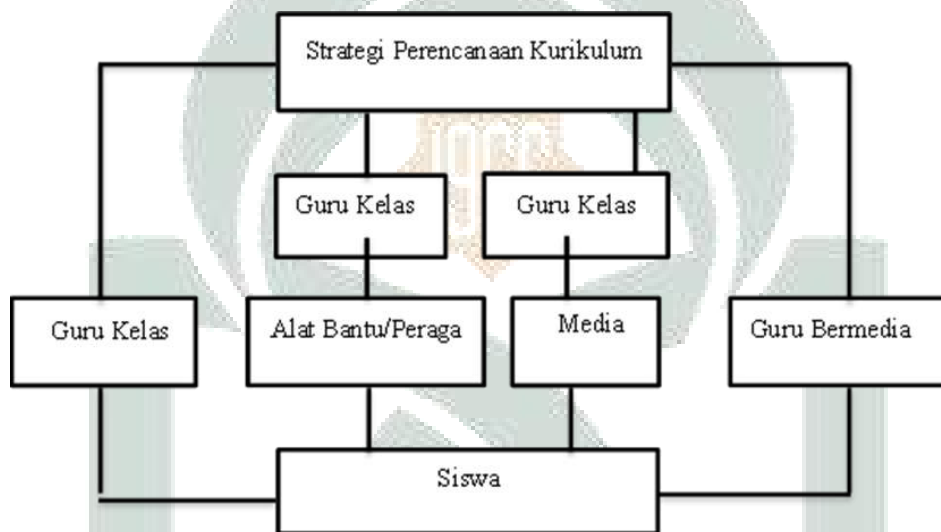 Strategi Perencanaan Kurikulum
Guru Kelas
Guru Kelas
Guru Kelas
Alat Bantu/Peraga
Media
Guru Bermedia
Siswa